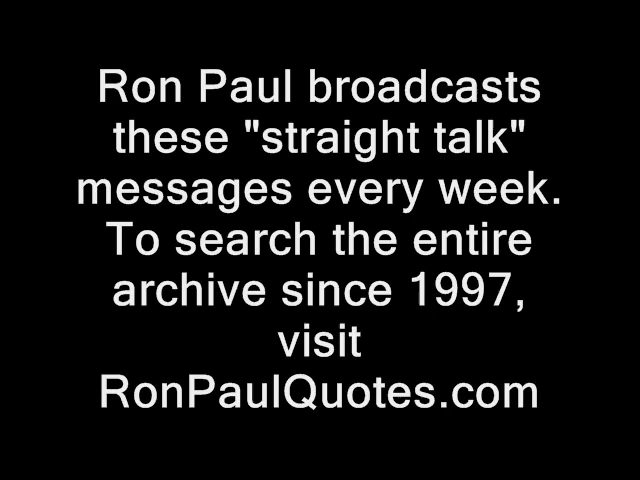 Ron Paul broadcasts
these "straight talk"
messages every week.
To search the entire
archive since 1997,
visit
RonPaulQuotes.com